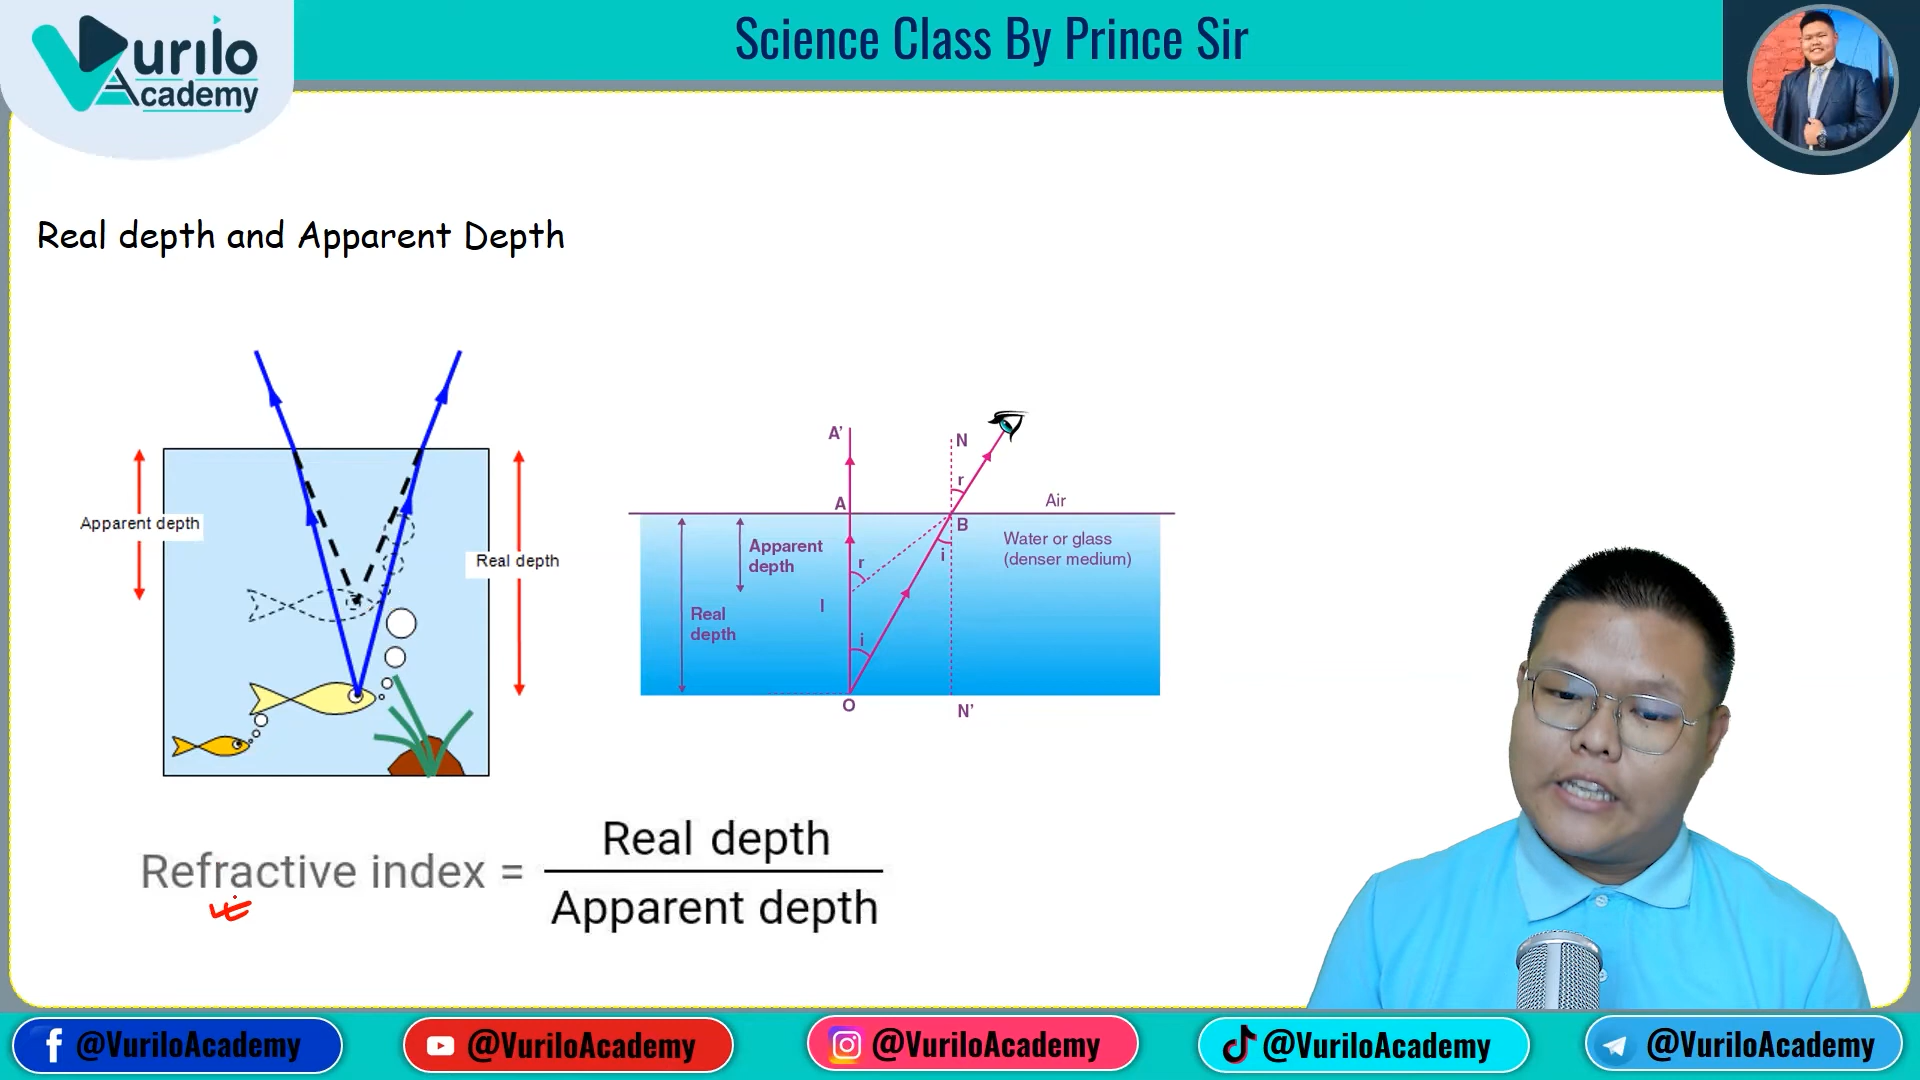 Science Class By Prince Sir
Vurilo
Academy
Real depth and Apparent Depth
Apparent depth
Real depth
A'
N
r
A
Air
B
Apparent
depth
r
i
Water or glass
(denser medium)
I
Real
depth
i
O
N'
Refractive index =
Real depth
Apparent depth
@VuriloAcademy
@VuriloAcademy
@VuriloAcademy
@VuriloAcademy
@VuriloAcademy